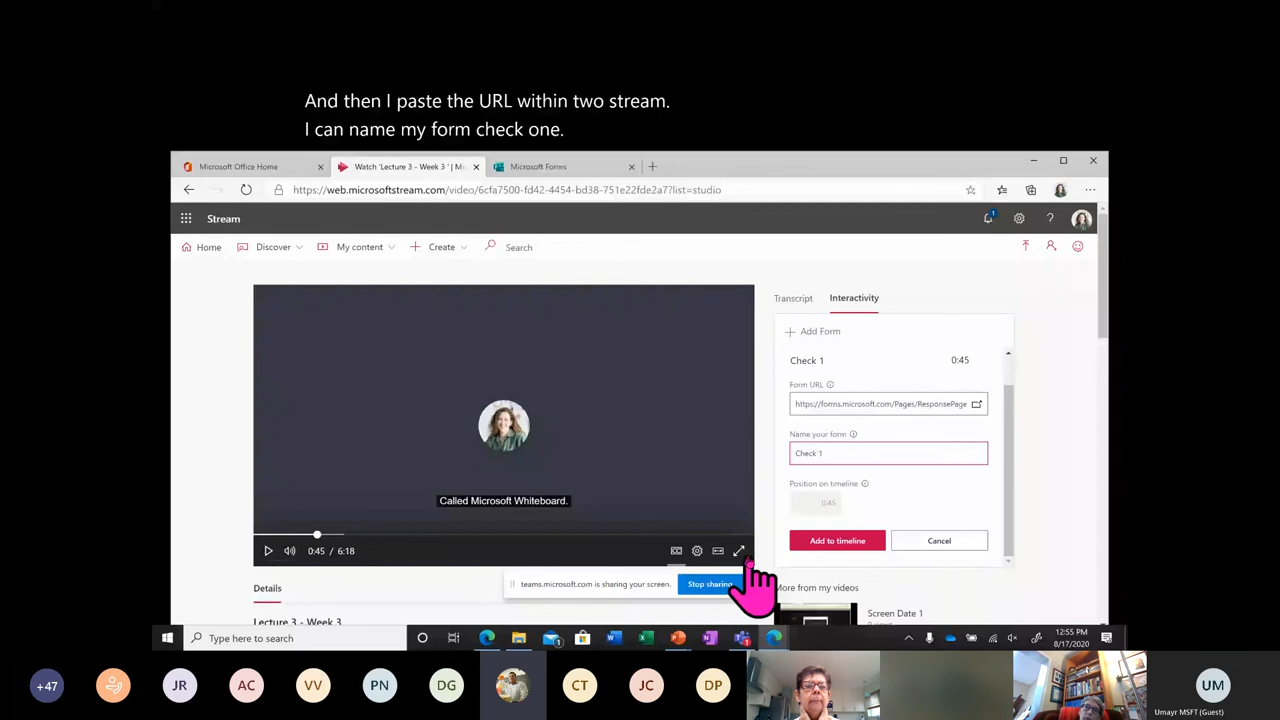 And then I paste the URL within two stream.
I can name my form check one.
Microsoft Office Home
Watch 'Lecture 3 - Week 3 ' | Mi
Microsoft Forms
https://web.microsoftstream.com/video/6cfa7500-fd42-4454-bd38-751e22fde2a7?list=studio
Stream
1
Home
Discover
My content
Create
Search
Transcript
Interactivity
Add Form
Check 1
0:45
Form URL
https://forms.microsoft.com/Pages/ResponsePage
Name your form
Check 1
Position on timeline
0:45
Add to timeline
Cancel
Called Microsoft Whiteboard.
0:45 / 6:18
Details
teams.microsoft.com is sharing your screen.
Stop sharing
More from my videos
Lecture 3 - Week 3
Screen Date 1
Type here to search
12:55 PM
8/17/2020
+47
JR
AC
VV
PN
DG
CT
JC
DP
UM
Umayr MSFT (Guest)